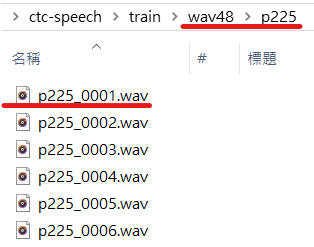 > ctc-speech > train > wav48 > p225
名稱 # 標題
p225_0001.wav
p225_0002.wav
p225_0003.wav
p225_0004.wav
p225_0005.wav
p225_0006.wav